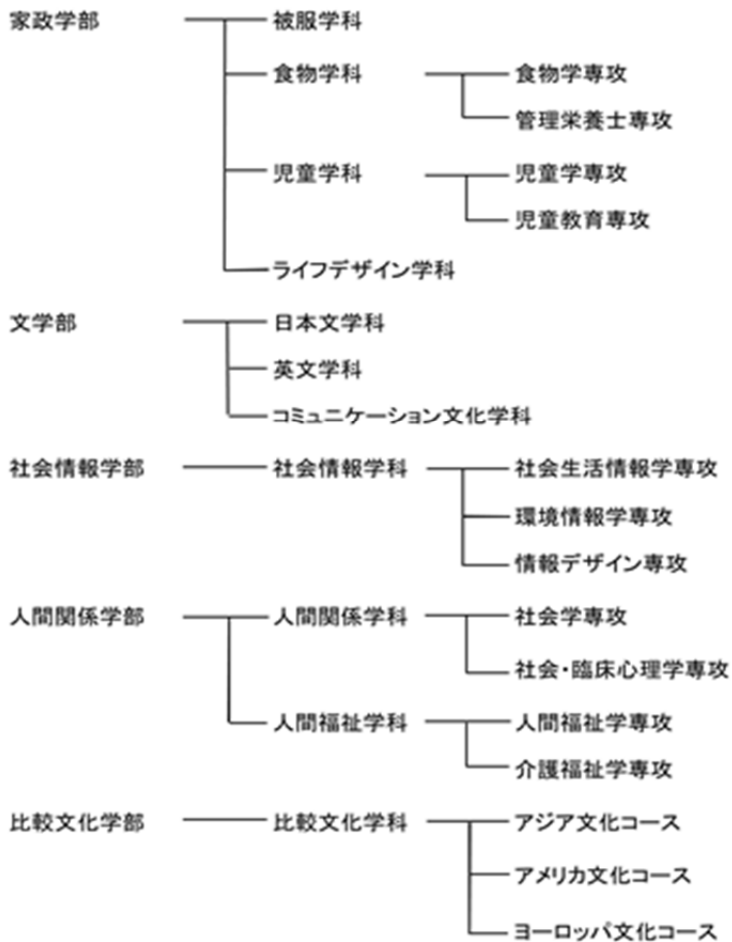 家政学部 被服学科
食物学科 食物学専攻
管理栄養士専攻
児童学科 児童学専攻
児童教育専攻
ライフデザイン学科
文学部 日本文学科
英文学科
コミュニケーション文化学科
社会情報学部 社会情報学科 社会生活情報学専攻
環境情報学専攻
情報デザイン専攻
人間関係学部 人間関係学科 社会学専攻
社会・臨床心理学専攻
人間福祉学科 人間福祉学専攻
介護福祉学専攻
比較文化学部 比較文化学科 アジア文化コース
アメリカ文化コース
ヨーロッパ文化コース